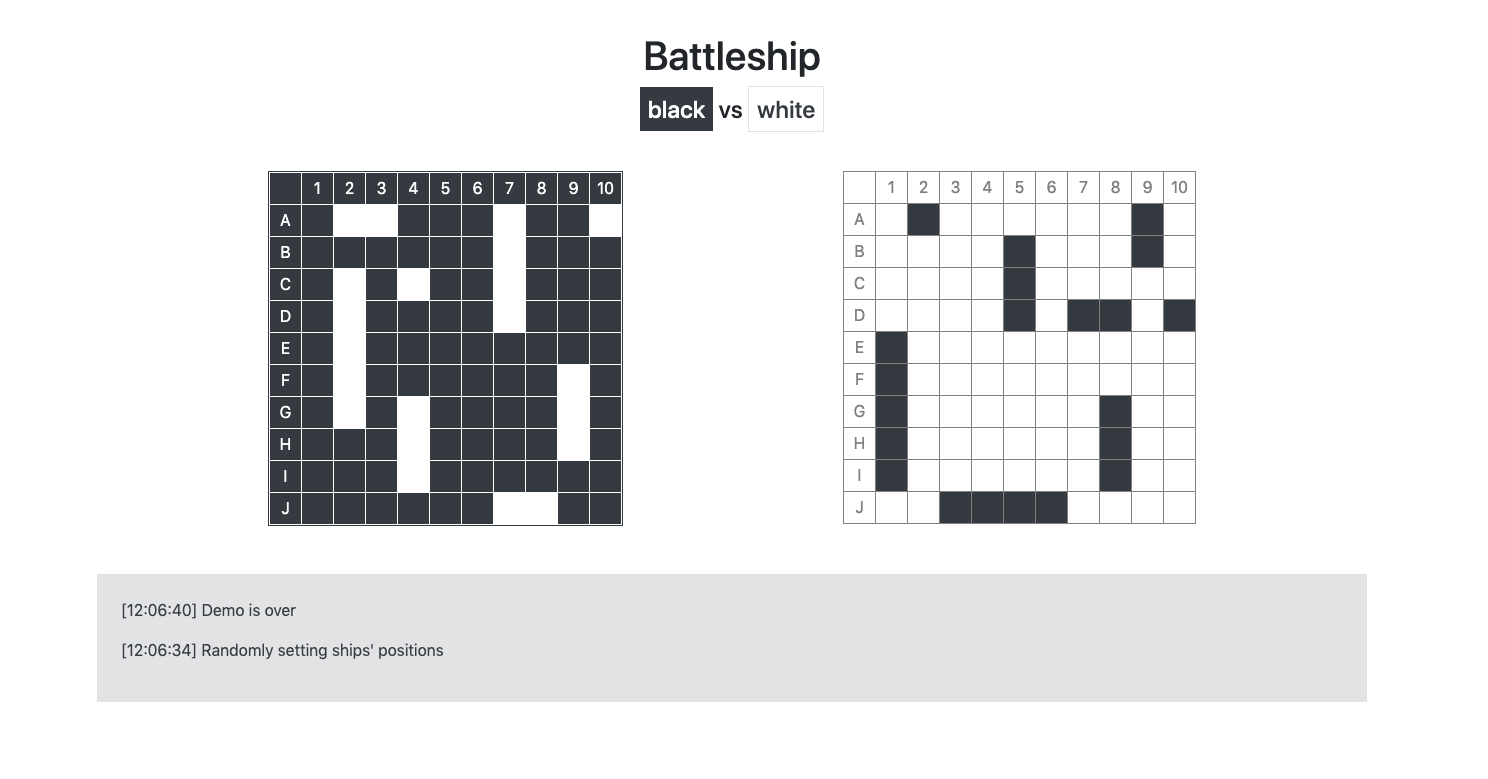 Battleship
black vs white
1 2 3 4 5 6 7 8 9 10
A
B
C
D
E
F
G
H
I
J
1 2 3 4 5 6 7 8 9 10
A
B
C
D
E
F
G
H
I
J
[12:06:40] Demo is over
[12:06:34] Randomly setting ships' positions